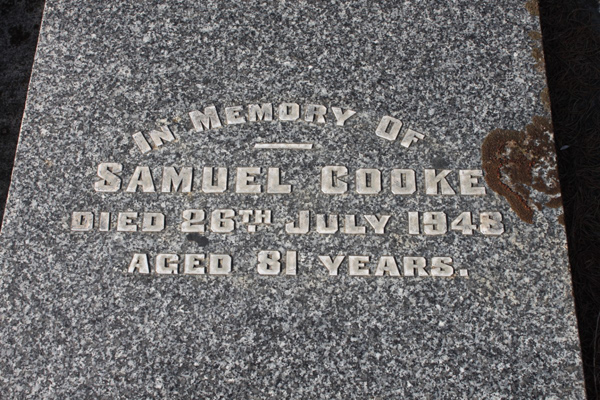 IN MEMORY OF
SAMUEL COOKE
DIED 26TH JULY 1948
AGED 81 YEARS.